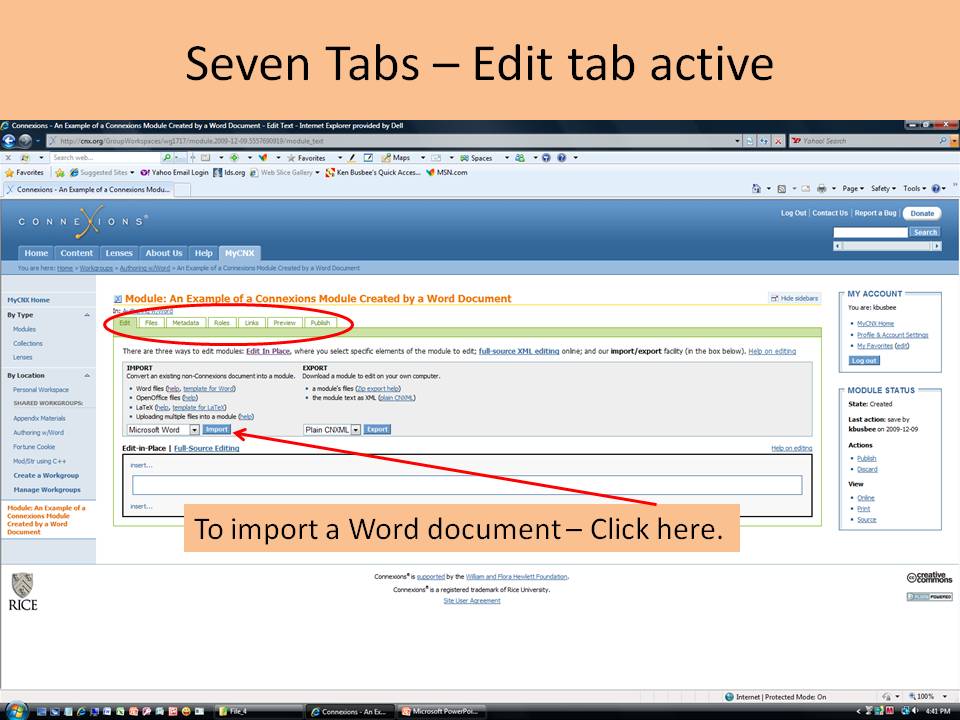 Seven Tabs – Edit tab active
Connexions - An Example of a Connexions Module Created by a Word Document - Edit Text - Internet Explorer provided by Dell
http://cnx.org/GroupWorkspaces/wg1717/module.2009-12-09.5557690919/module_text
Yahoo! Search
Search web...
Favorites
Maps
Spaces
Favorites
Suggested Sites
Yahoo Email Login
lds.org
Web Slice Gallery
Ken Busbee's Quick Acces...
MSN.com
Connexions - An Example of a Connexions Modu...
Page Safety Tools
CONNEXIONS®
Log Out | Contact Us | Report a Bug
Donate
Search
Home Content Lenses About Us Help MyCNX
You are here: Home » Workgroups » Authoring w/Word » An Example of a Connexions Module Created by a Word Document
MyCNX Home
By Type
Modules
Collections
Lenses
By Location
Personal Workspace
SHARED WORKGROUPS:
Appendix Materials
Authoring w/Word
Fortune Cookie
Mod/Str using C++
Create a Workgroup
Manage Workgroups
Module: An Example of a
Connexions Module
Created by a Word
Document
Module: An Example of a Connexions Module Created by a Word Document
Hide sidebars
In: Authoring w/Word
Edit Files Metadata Roles Links Preview Publish
There are three ways to edit modules: Edit In Place, where you select specific elements of the module to edit; full-source XML editing online; and our import/export facility (in the box below). Help on editing
IMPORT
Convert an existing non-Connexions document into a module.
Word files (help, template for Word)
OpenOffice files (help)
LaTeX (help, template for LaTeX)
Uploading multiple files into a module (help)
Microsoft Word Import
EXPORT
Download a module to edit on your own computer.
a module's files (Zip export help)
the module text as XML (plain CNXML)
Plain CNXML Export
Edit-in-Place | Full-Source Editing
Help on editing
insert...
insert...
To import a Word document – Click here.
MY ACCOUNT
You are: kbusbee
MyCNX Home
Profile & Account Settings
My Favorites (edit)
Log out
MODULE STATUS
State: Created
Last action: save by
kbusbee on 2009-12-09
Actions
Publish
Discard
View
Online
Print
Source
RICE
Connexions® is supported by the William and Flora Hewlett Foundation.
Connexions® is a registered trademark of Rice University.
Site User Agreement
creative
commons
PLONE POWERED
Internet | Protected Mode: On
100%
File_4
Connexions - An Ex...
Microsoft PowerPoi...
4:41 PM